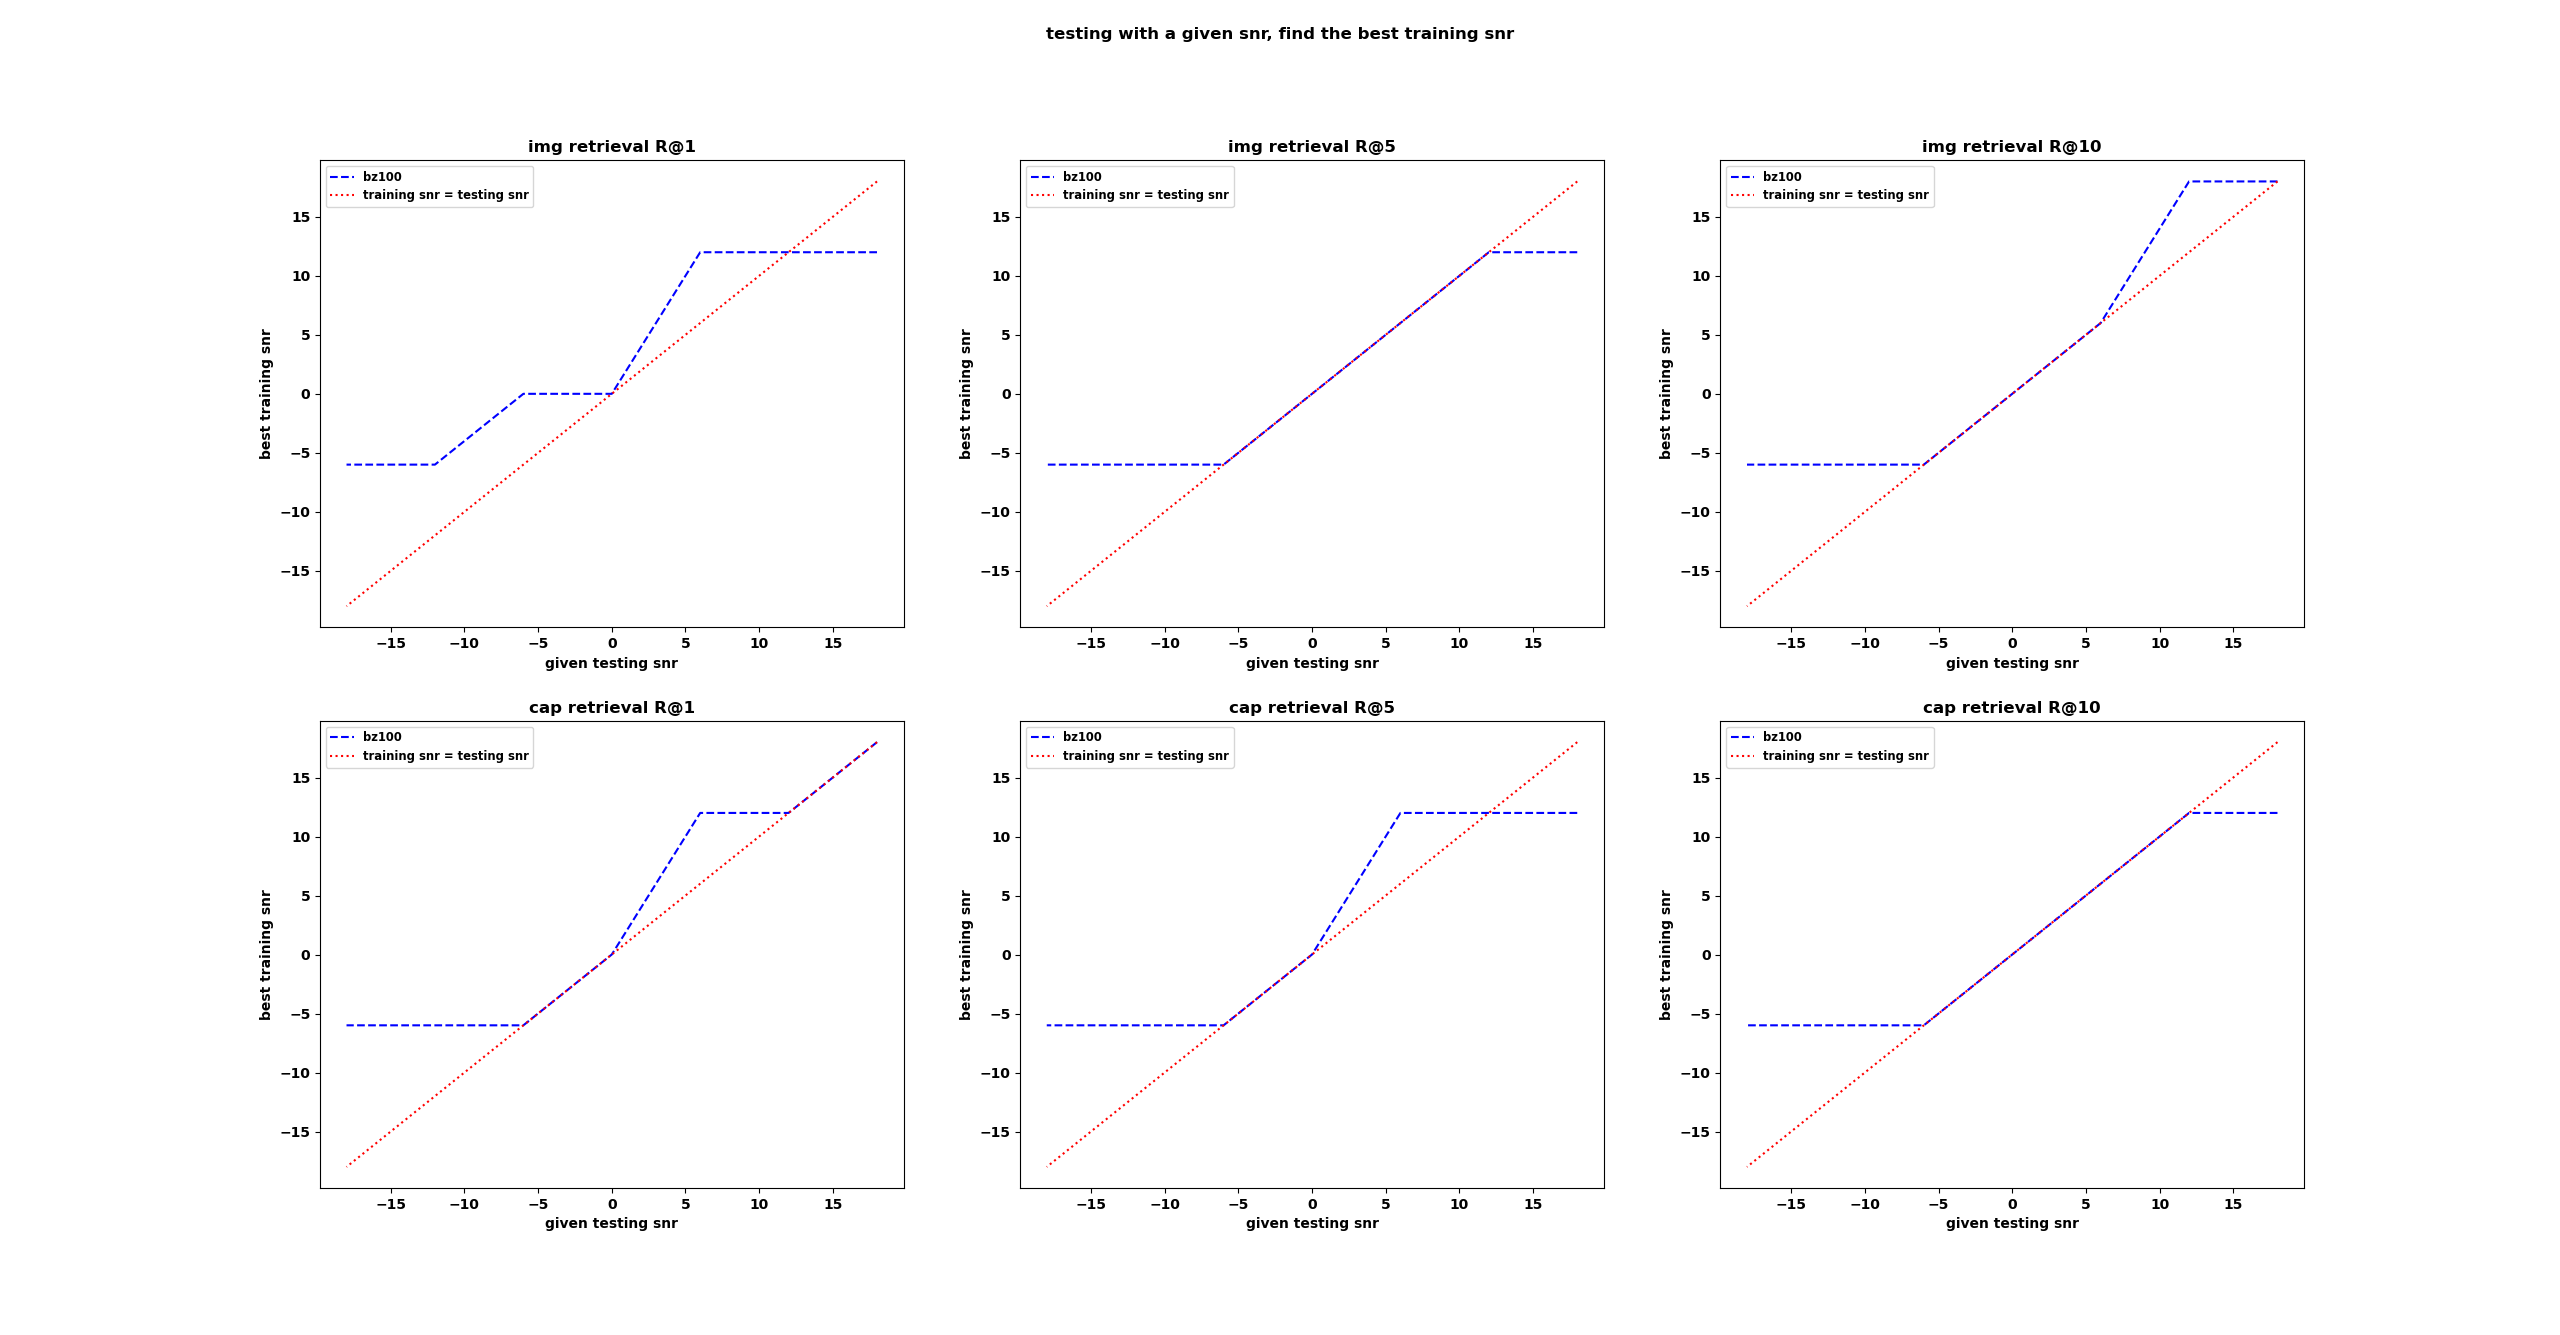 testing with a given snr, find the best training snr
img retrieval R@1
bz100
training snr = testing snr
best training snr
15
10
5
0
−5
−10
−15
−15 −10 −5 0 5 10 15
given testing snr
img retrieval R@5
bz100
training snr = testing snr
best training snr
15
10
5
0
−5
−10
−15
−15 −10 −5 0 5 10 15
given testing snr
img retrieval R@10
bz100
training snr = testing snr
best training snr
15
10
5
0
−5
−10
−15
−15 −10 −5 0 5 10 15
given testing snr
cap retrieval R@1
bz100
training snr = testing snr
best training snr
15
10
5
0
−5
−10
−15
−15 −10 −5 0 5 10 15
given testing snr
cap retrieval R@5
bz100
training snr = testing snr
best training snr
15
10
5
0
−5
−10
−15
−15 −10 −5 0 5 10 15
given testing snr
cap retrieval R@10
bz100
training snr = testing snr
best training snr
15
10
5
0
−5
−10
−15
−15 −10 −5 0 5 10 15
given testing snr